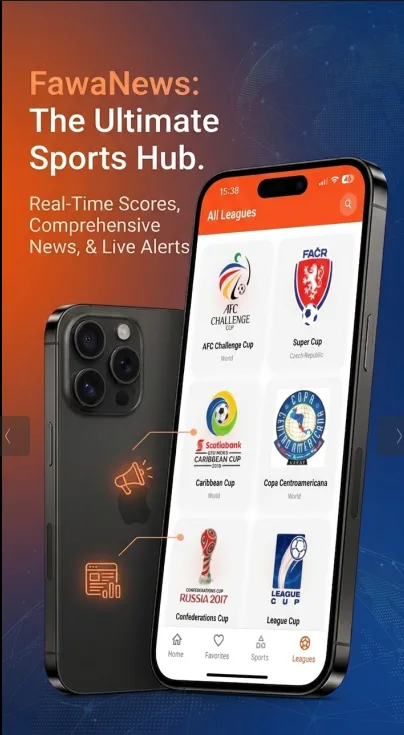 FawaNews:
The Ultimate
Sports Hub.
Real-Time Scores,
Comprehensive
News, & Live Alerts
15:38
All Leagues
AFC
CHALLENGE
CUP
AFC Challenge Cup
World
FAČR
Super Cup
Czech-Republic
Scotiabank
CARIBBEAN CUP
Caribbean Cup
World
COPA
CENTROAMERICANA
Copa Centroamericana
World
CONFEDERATIONS CUP
RUSSIA 2017
Confederations Cup
LEAGUE
CUP
League Cup
Home
Favorites
Sports
Leagues